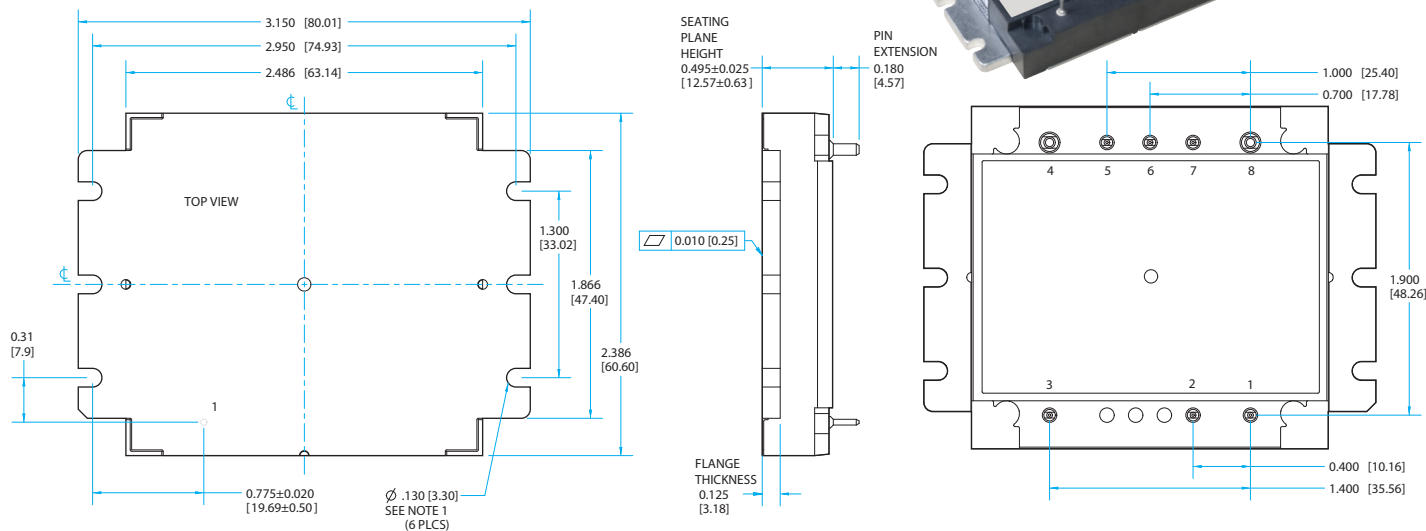 3.150 [80.01]
2.950 [74.93]
2.486 [63.14]
℄
TOP VIEW
℄
1.300
[33.02]
1.866
[47.40]
2.386
[60.60]
0.31
[7.9]
1
0.775±0.020
[19.69±0.50]
Ø .130 [3.30]
SEE NOTE 1
(6 PLCS)
SEATING
PLANE
HEIGHT
0.495±0.025
[12.57±0.63]
PIN
EXTENSION
0.180
[4.57]
⏥ 0.010 [0.25]
FLANGE
THICKNESS
0.125
[3.18]
1.000 [25.40]
0.700 [17.78]
4 5 6 7 8
1.900
[48.26]
3 2 1
0.400 [10.16]
1.400 [35.56]